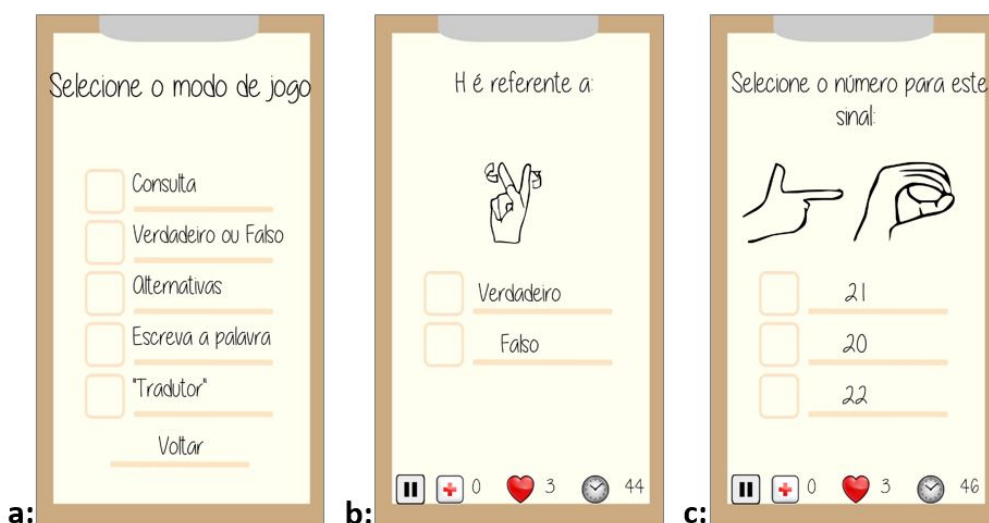 Selecione o modo de jogo
Consulta
Verdadeiro ou Falso
Alternativas
Escreva a palavra
"Tradutor"
Voltar
a:
H é referente a:
Verdadeiro
Falso
0
3
44
b:
Selecione o número para este
sinal:
21
20
22
0
3
46
c: